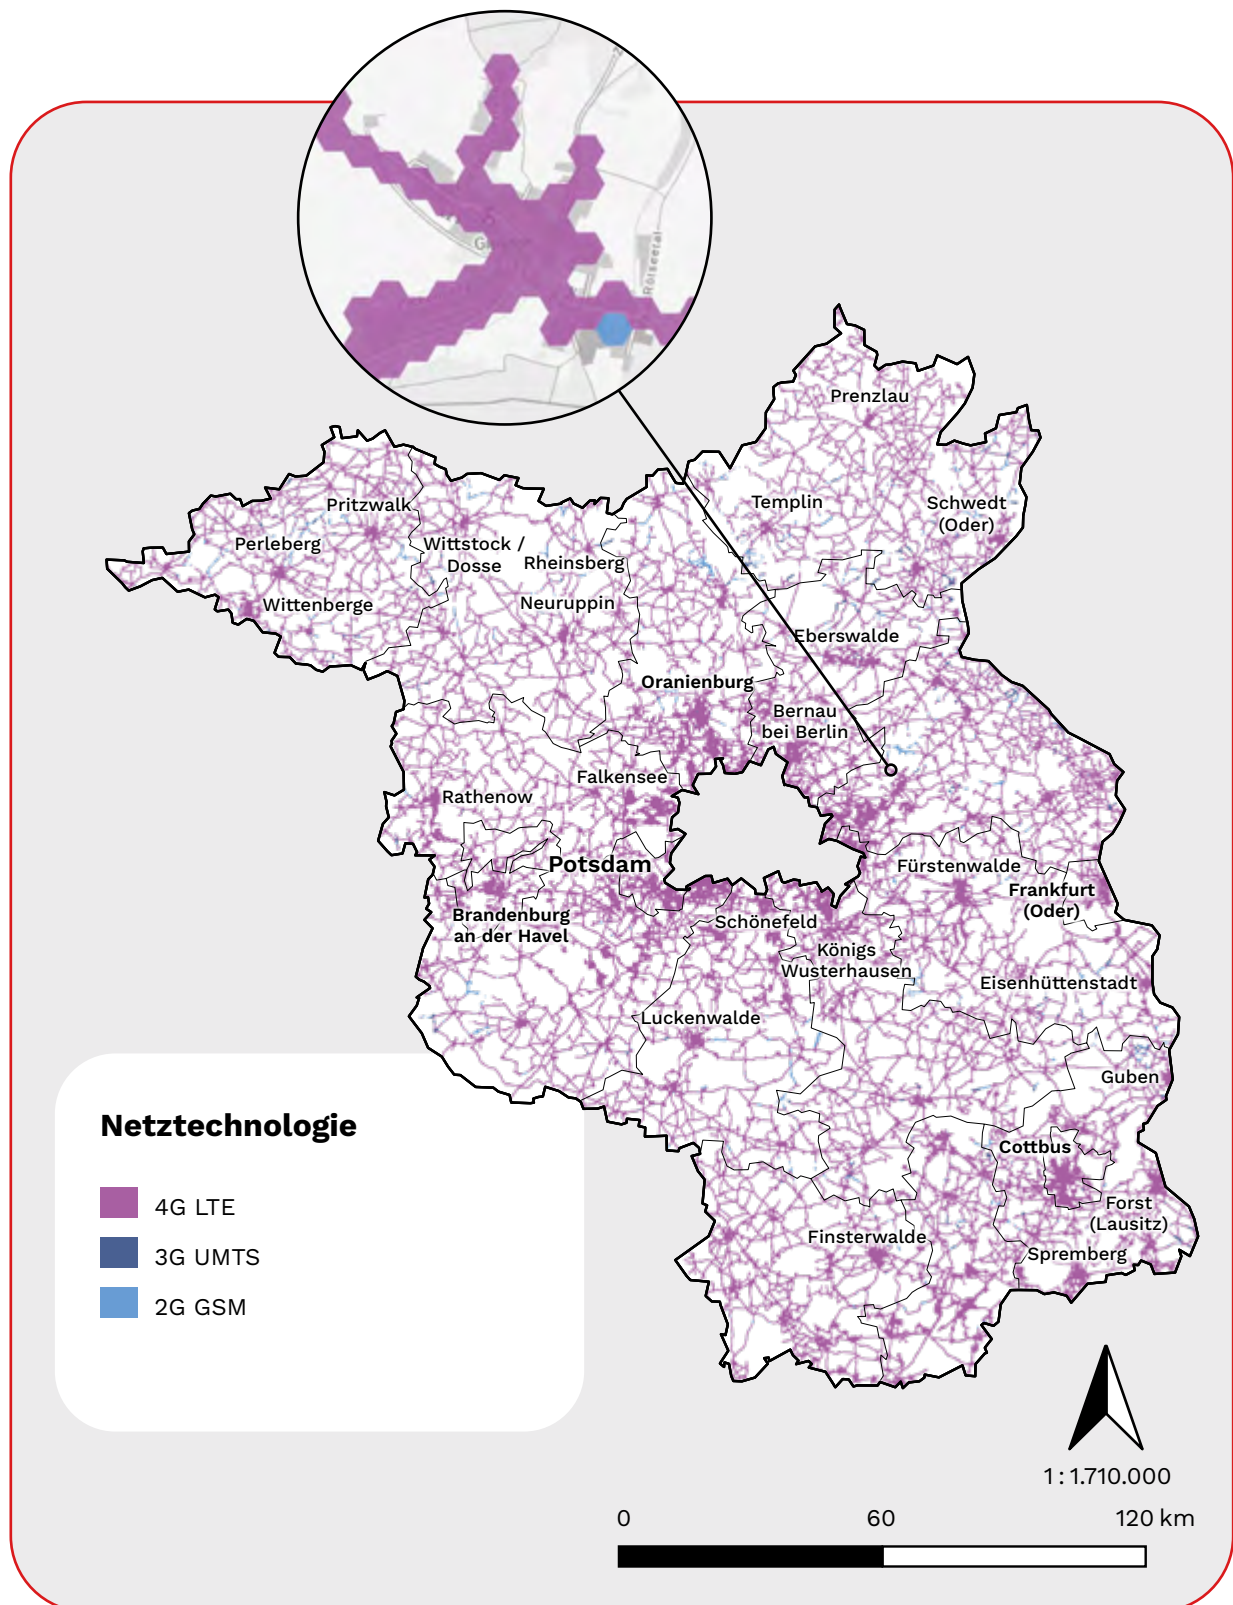 Prenzlau
Templin
Schwedt
(Oder)
Pritzwalk
Perleberg
Wittstock /
Dosse
Rheinsberg
Wittenberge
Neuruppin
Eberswalde
Oranienburg
Bernau
bei Berlin
Falkensee
Rathenow
Potsdam
Fürstenwalde
Frankfurt
(Oder)
Brandenburg
an der Havel
Schönefeld
Königs
Wusterhausen
Eisenhüttenstadt
Luckenwalde
Guben
Cottbus
Forst
(Lausitz)
Finsterwalde
Spremberg
Netztechnologie
4G LTE
3G UMTS
2G GSM
1 : 1.710.000
0 60 120 km